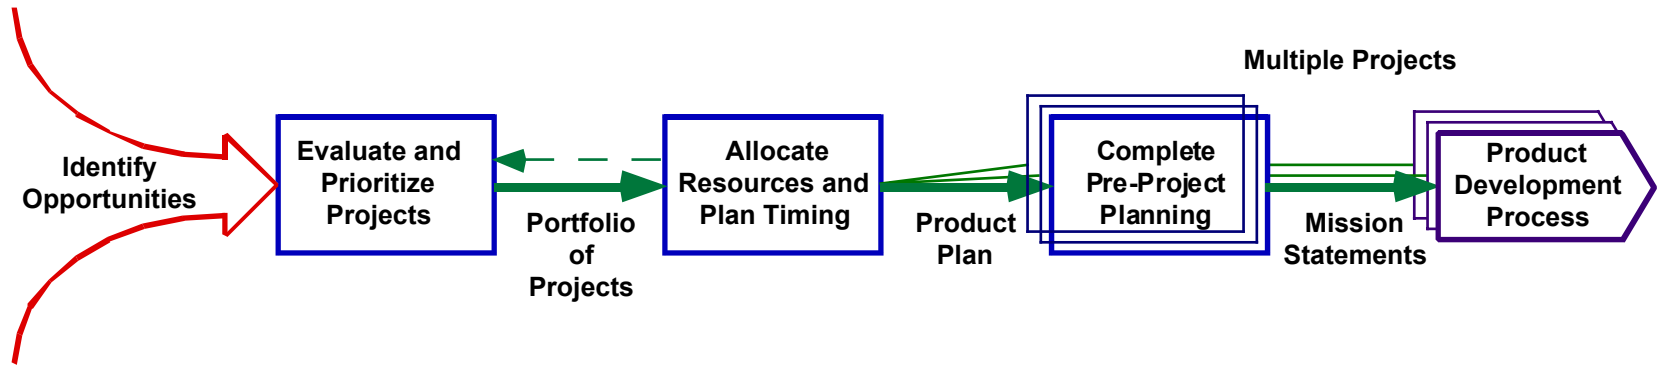 Multiple Projects
Identify
Opportunities
Evaluate and
Prioritize
Projects
Portfolio
of
Projects
Allocate
Resources and
Plan Timing
Product
Plan
Complete
Pre-Project
Planning
Mission
Statements
Product
Development
Process